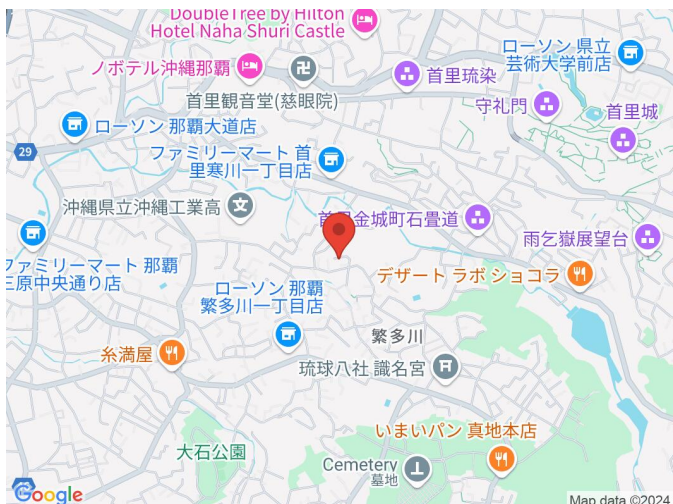 DoubleTree by Hilton
Hotel Naha Shuri Castle
ローソン 県立
芸術大学前店
ノボテル沖縄那覇
首里琉染
首里観音堂(慈眼院)
守礼門
首里城
ローソン 那覇大道店
ファミリーマート 首
里寒川一丁目店
29
沖縄県立沖縄工業高
首里金城町石畳道
雨乞嶽展望台
ファミリーマート 那覇
三原中央通り店
デザート ラボ ショコラ
ローソン 那覇
繁多川一丁目店
繁多川
糸満屋
琉球八社 識名宮
いまいパン 真地本店
大石公園
Cemetery
墓地
Google
Map data ©2024